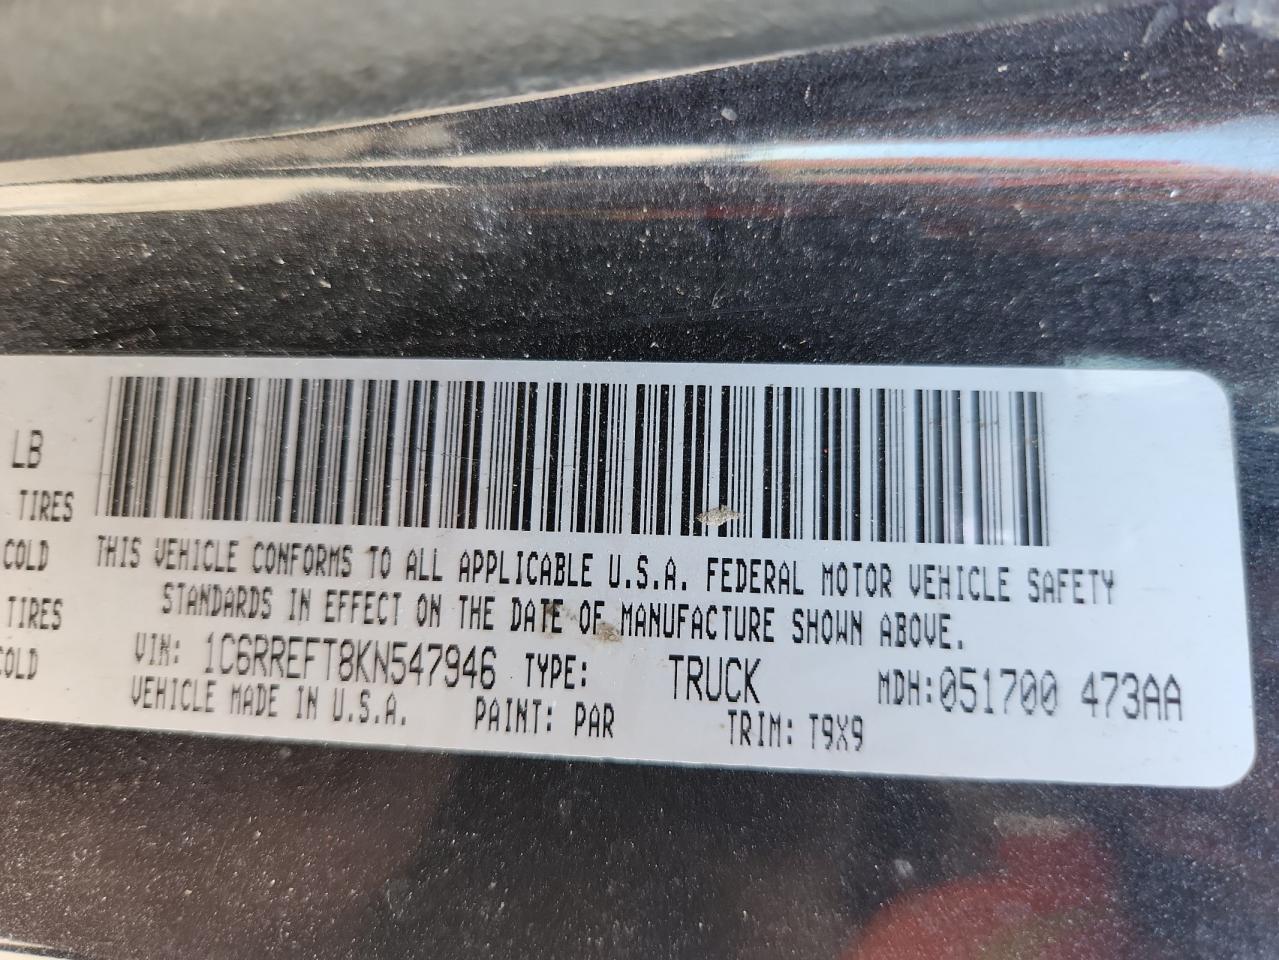 LB
TIRES
COLD
TIRES
COLD
THIS VEHICLE CONFORMS TO ALL APPLICABLE U.S.A. FEDERAL MOTOR VEHICLE SAFETY
STANDARDS IN EFFECT ON THE DATE OF MANUFACTURE SHOWN ABOVE.
VIN: 1C6RREFT8KN547946 TYPE: TRUCK MDH:051700 473AA
VEHICLE MADE IN U.S.A. PAINT: PAR TRIM: T9X9